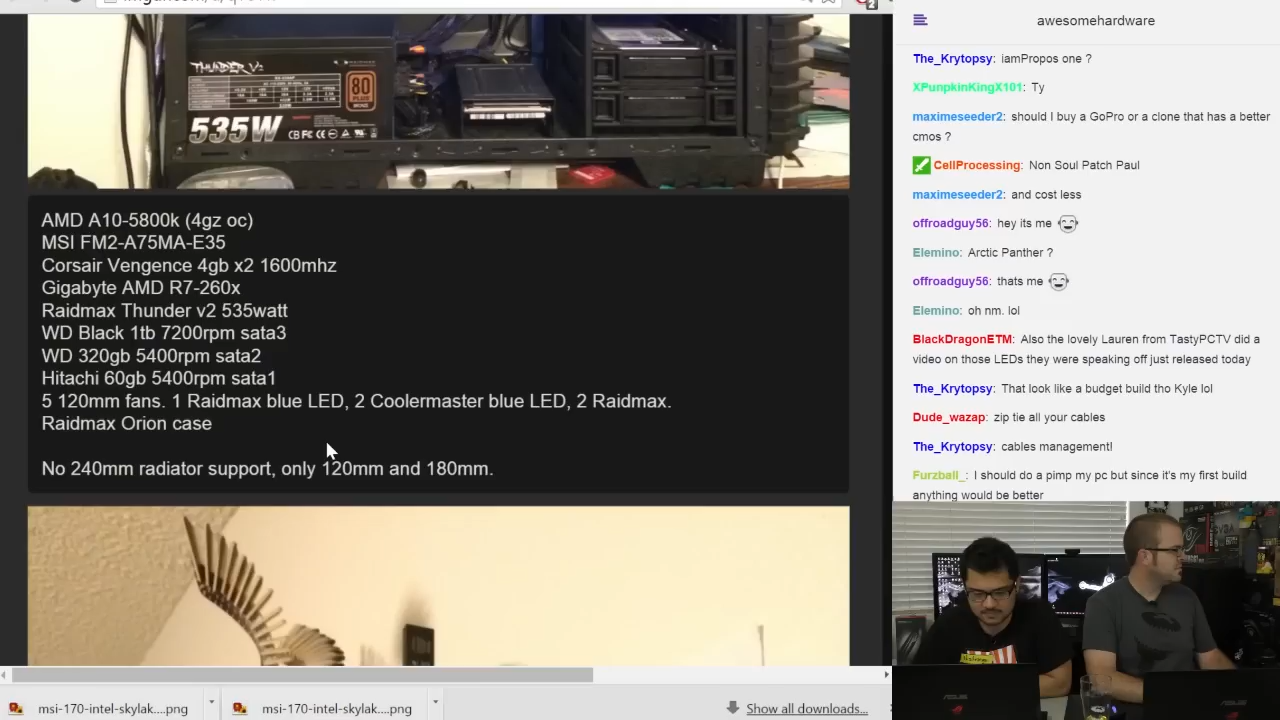 awesomehardware
THUNDER V2
535W
80
PLUS
AMD A10-5800k (4gz oc)
MSI FM2-A75MA-E35
Corsair Vengence 4gb x2 1600mhz
Gigabyte AMD R7-260x
Raidmax Thunder v2 535watt
WD Black 1tb 7200rpm sata3
WD 320gb 5400rpm sata2
Hitachi 60gb 5400rpm sata1
5 120mm fans. 1 Raidmax blue LED, 2 Coolermaster blue LED, 2 Raidmax.
Raidmax Orion case
No 240mm radiator support, only 120mm and 180mm.
msi-170-intel-skylak....png
msi-170-intel-skylak....png
Show all downloads...
The_Krytopsy: iamPropos one ?
XPunpkinKingX101: Ty
maximeseeder2: should I buy a GoPro or a clone that has a better
cmos ?
CellProcessing: Non Soul Patch Paul
maximeseeder2: and cost less
offroadguy56: hey its me
Elemino: Arctic Panther ?
offroadguy56: thats me
Elemino: oh nm. lol
BlackDragonETM: Also the lovely Lauren from TastyPCTV did a
video on those LEDs they were speaking off just released today
The_Krytopsy: That look like a budget build tho Kyle lol
Dude_wazap: zip tie all your cables
The_Krytopsy: cables management!
Furzball_: I should do a pimp my pc but since it's my first build
anything would be better